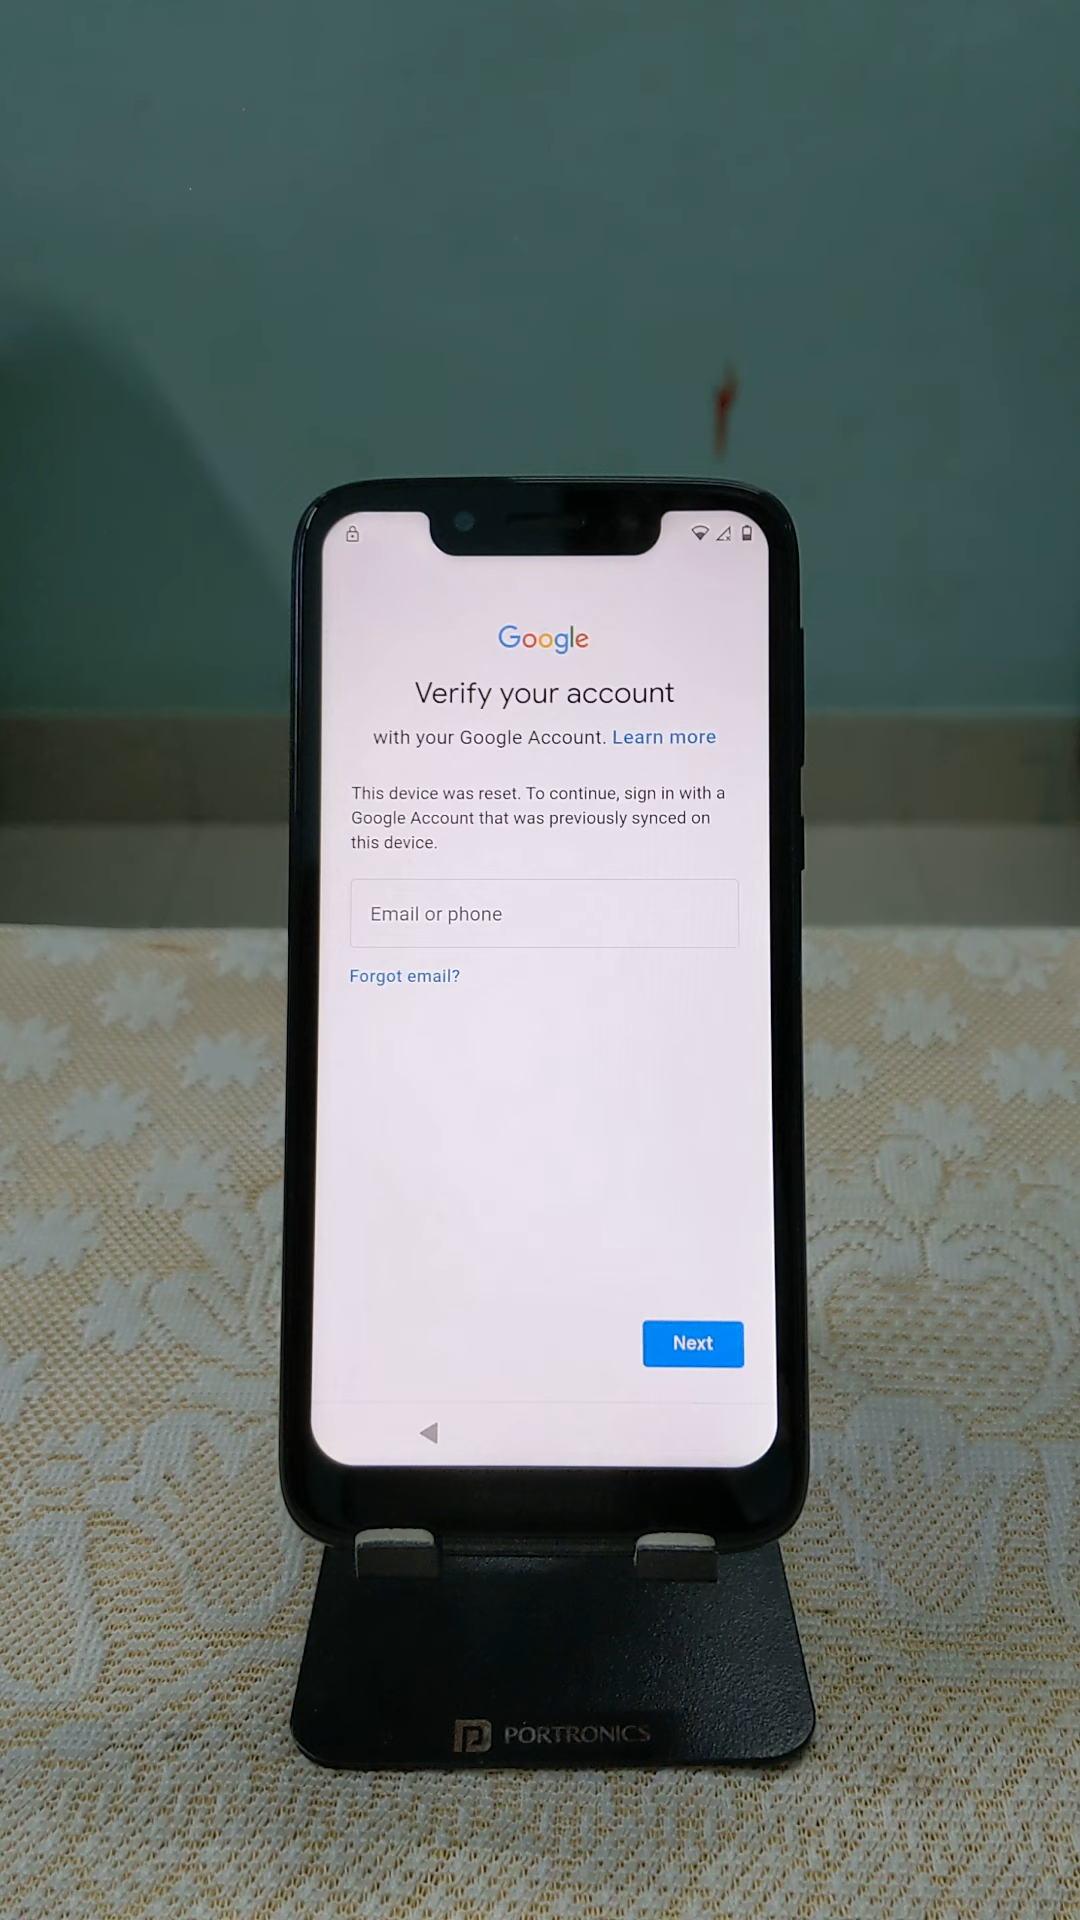 Google
Verify your account
with your Google Account. Learn more
This device was reset. To continue, sign in with a
Google Account that was previously synced on
this device.
Email or phone
Forgot email?
Next
PORTRONICS